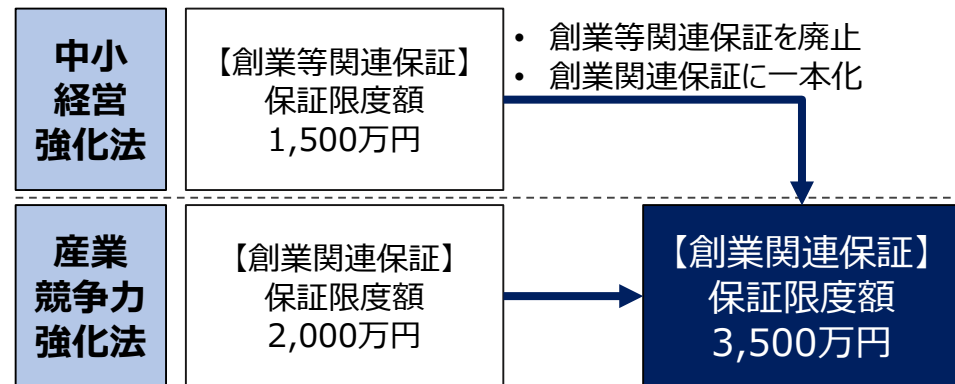 中小
経営
強化法
【創業等関連保証】
保証限度額
1,500万円
• 創業等関連保証を廃止
• 創業関連保証に一本化
産業
競争力
強化法
【創業関連保証】
保証限度額
2,000万円
【創業関連保証】
保証限度額
3,500万円